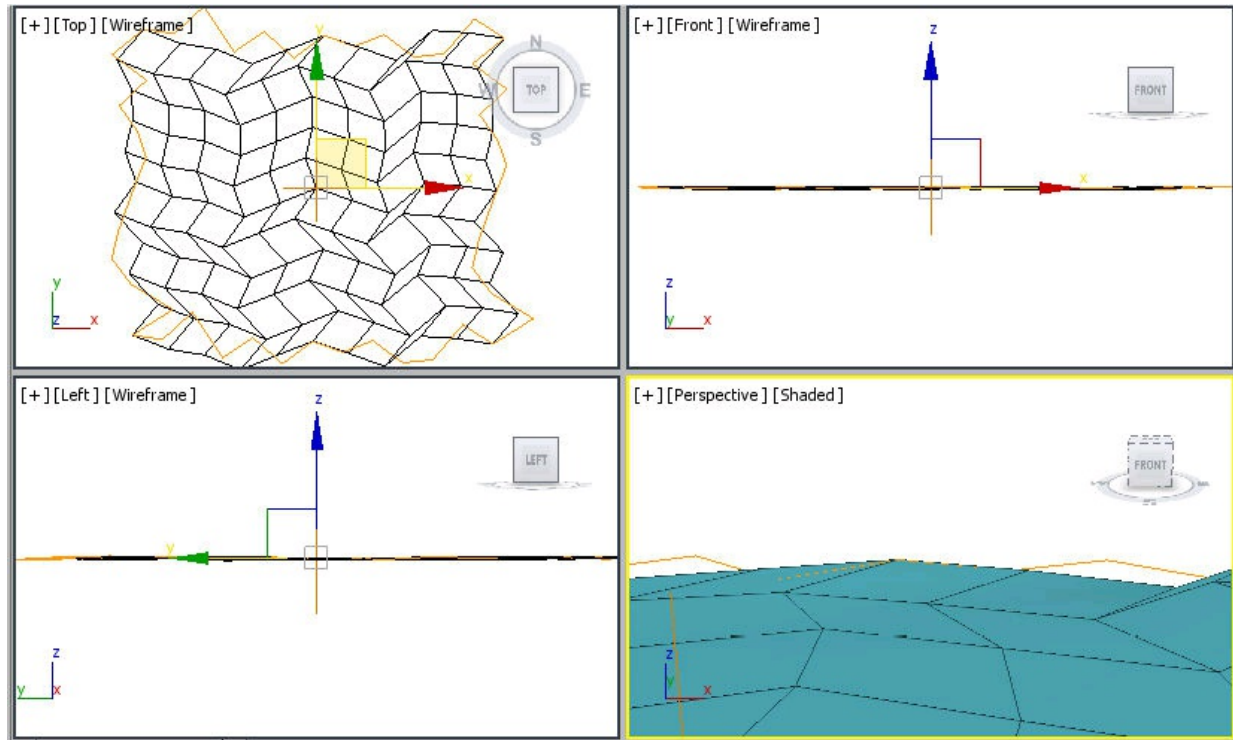 [+] [Top] [Wireframe]
y
N
W
TOP
E
S
x
y
z
x
[+] [Front] [Wireframe]
z
FRONT
x
z
y
x
[+] [Left] [Wireframe]
z
LEFT
y
z
y
x
[+] [Perspective] [Shaded]
FRONT
z
y
x